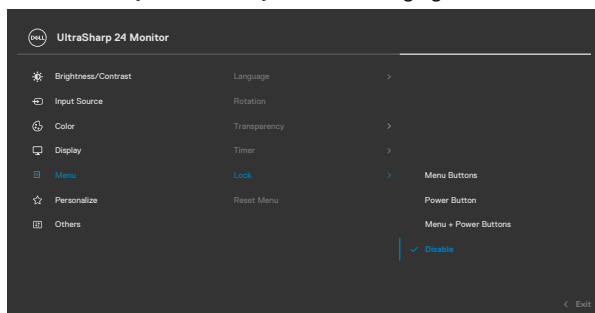 DELL UltraSharp 24 Monitor
Brightness/Contrast Language >
Input Source Rotation
Color Transparency >
Display Timer >
Menu Lock > Menu Buttons
Personalize Reset Menu Power Button
Others Menu + Power Buttons
✓ Disable
< Exit